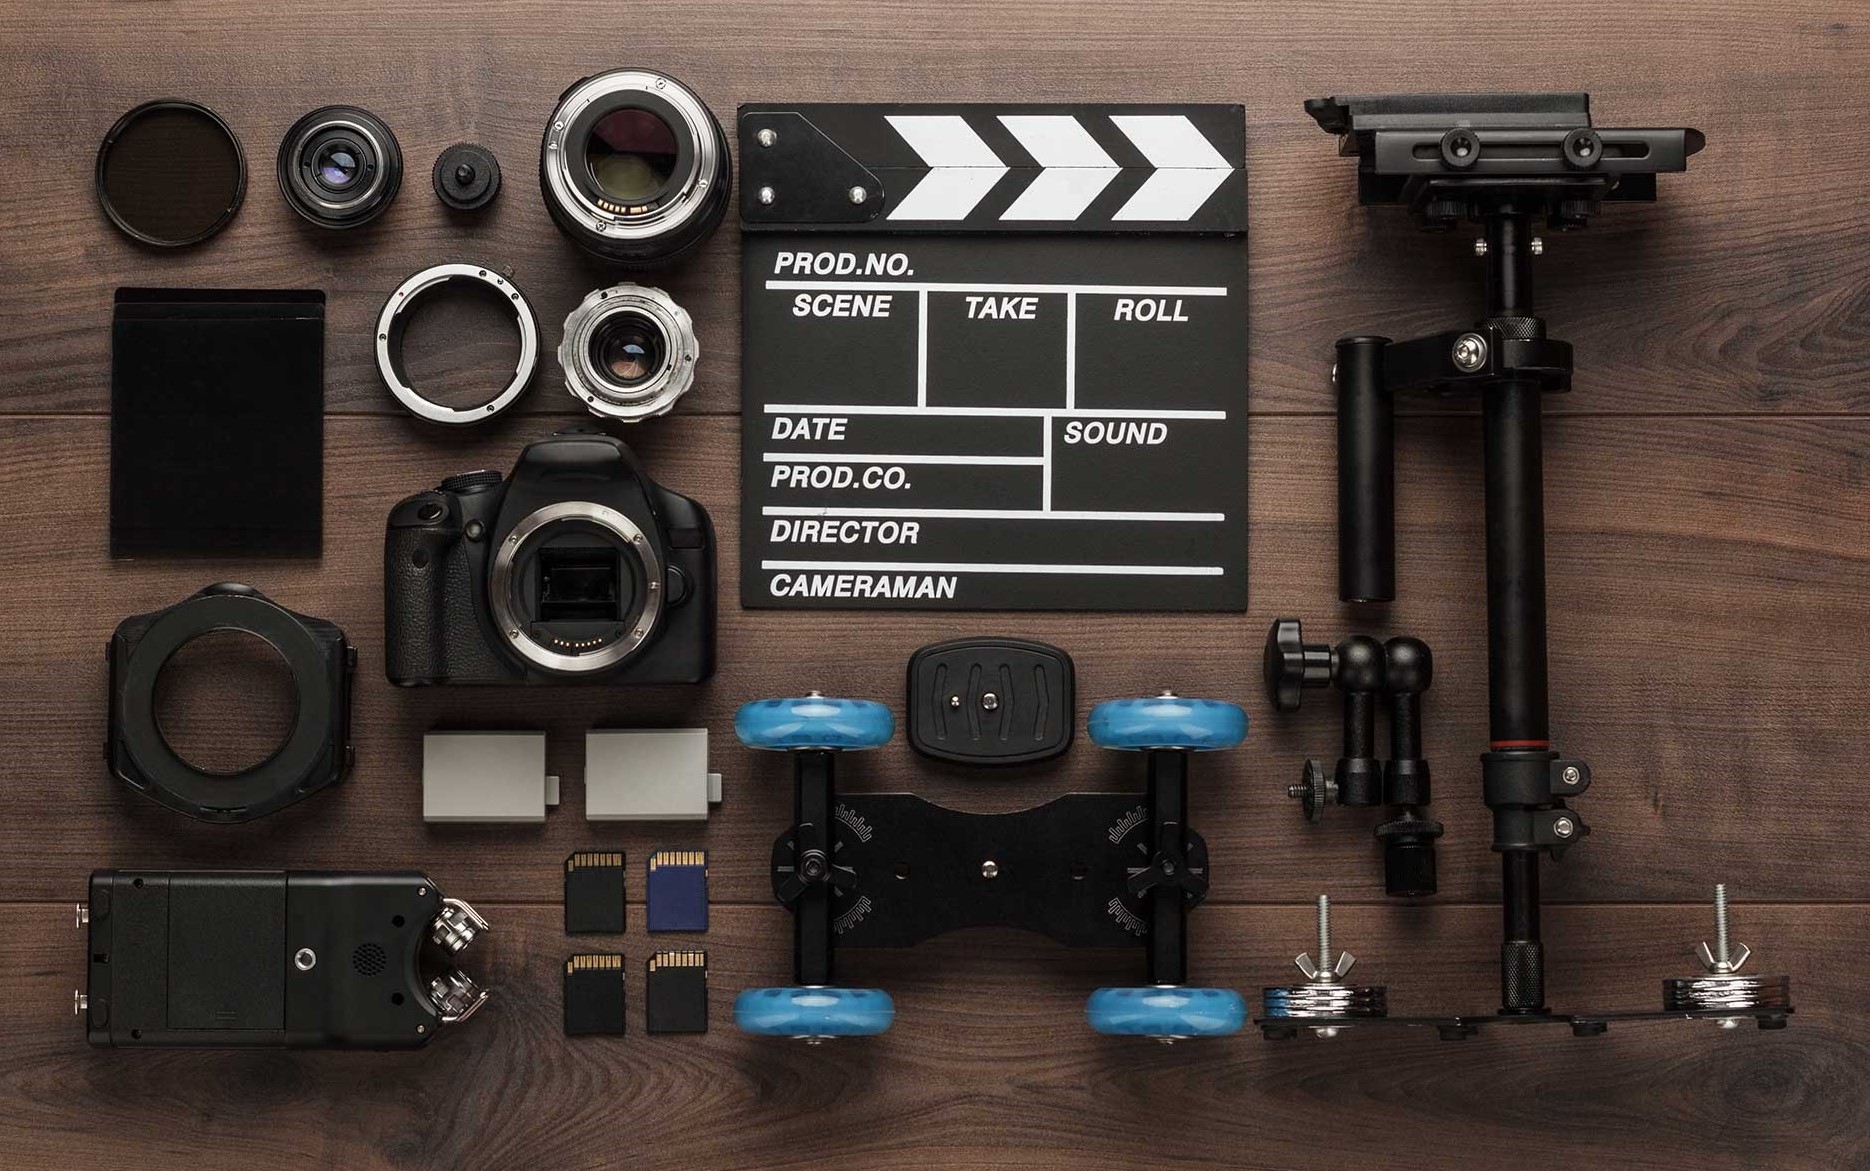 PROD.NO.
SCENE TAKE ROLL
DATE SOUND
PROD.CO.
DIRECTOR
CAMERAMAN